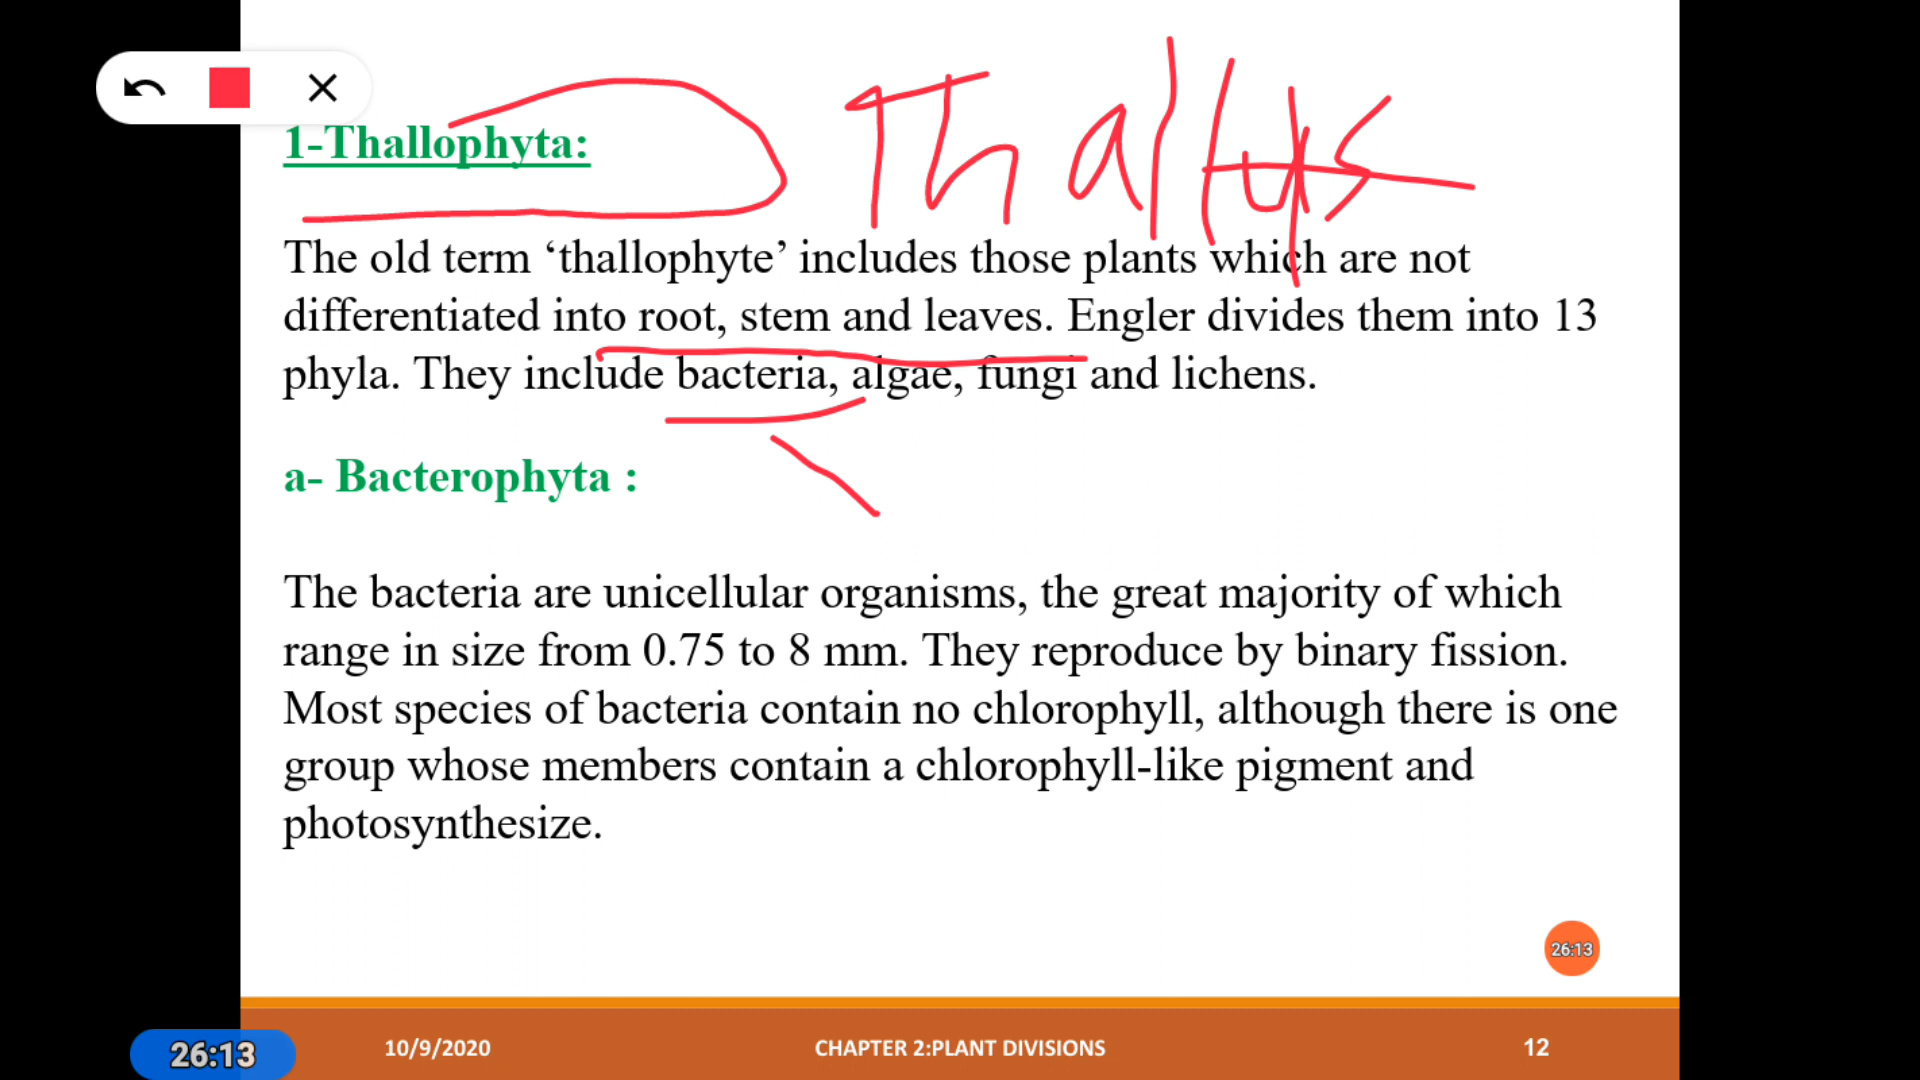 1-Thallophyta:
Thallus
The old term ‘thallophyte’ includes those plants which are not
differentiated into root, stem and leaves. Engler divides them into 13
phyla. They include bacteria, algae, fungi and lichens.
a- Bacterophyta :
The bacteria are unicellular organisms, the great majority of which
range in size from 0.75 to 8 mm. They reproduce by binary fission.
Most species of bacteria contain no chlorophyll, although there is one
group whose members contain a chlorophyll-like pigment and
photosynthesize.
26:13
26:13
10/9/2020
CHAPTER 2:PLANT DIVISIONS
12